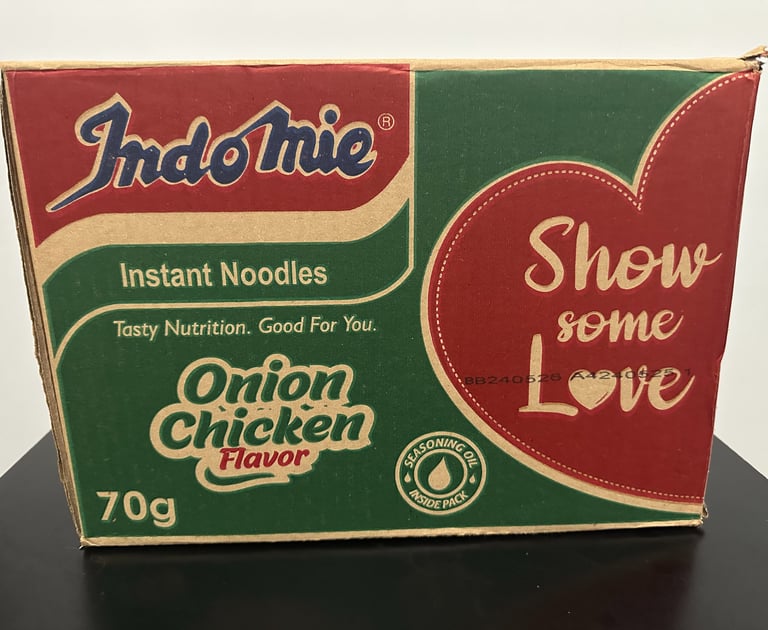 Indomie®
Instant Noodles
Tasty Nutrition. Good For You.
Onion
Chicken
Flavor
70g
SEASONING OIL
INSIDE PACK
Show
some
Love
BB240526